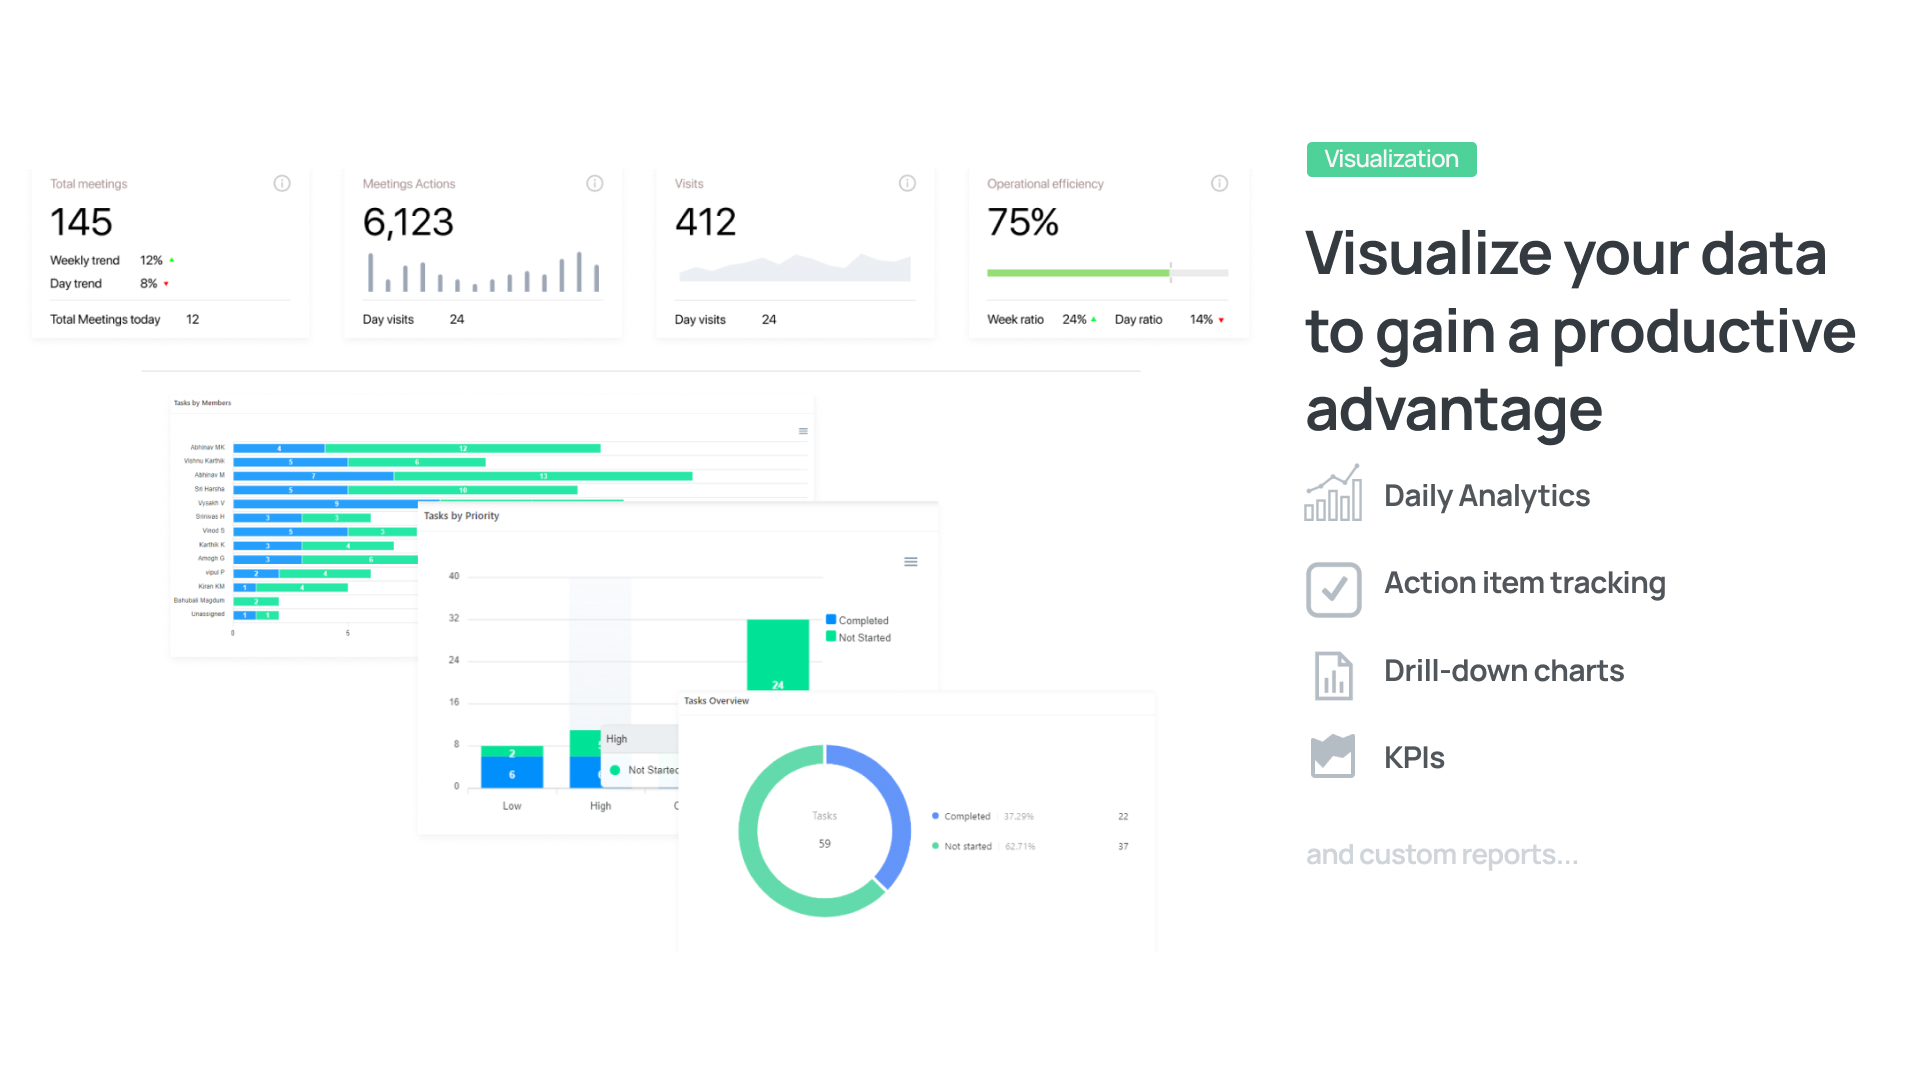 Total meetings
145
Weekly trend 12%
Day trend 8%
Total Meetings today 12
Meetings Actions
6,123
Day visits 24
Visits
412
Day visits 24
Operational efficiency
75%
Week ratio 24% Day ratio 14%
Tasks by Members
Abhinav MK 4 12
Vishnu Karthik 5 6
Abhinav M 7 13
Sri Harsha 5 10
Vysakh V 9
Srinivas H 3 3
Vinod S 5 3
Karthik K 3 4
Amogh G 3 6
vipul P 2 4
Kiran KM 1 4
Bahubali Magdum 2
Unassigned 1 1
0 5
Tasks by Priority
40
32
24
16
8
0
24
2
6
Low High
Completed
Not Started
High
Not Started
Tasks Overview
Tasks
59
Completed 37.29% 22
Not started 62.71% 37
Visualization
Visualize your data
to gain a productive
advantage
Daily Analytics
Action item tracking
Drill-down charts
KPIs
and custom reports...